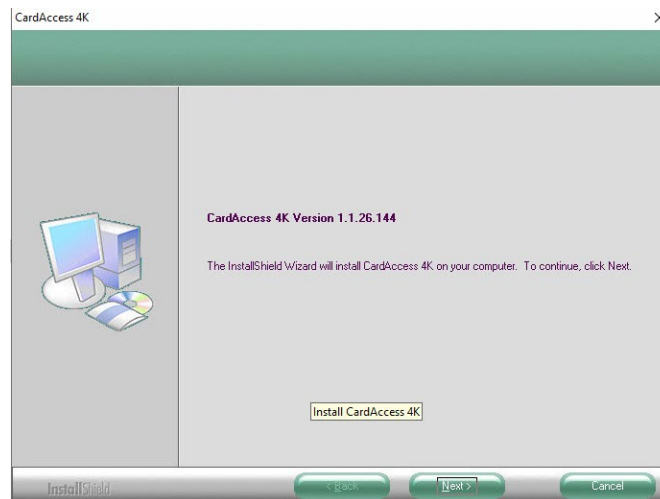 CardAccess 4K
CardAccess 4K Version 1.1.26.144
The InstallShield Wizard will install CardAccess 4K on your computer. To continue, click Next.
Install CardAccess 4K
InstallShield
< Back
Next >
Cancel